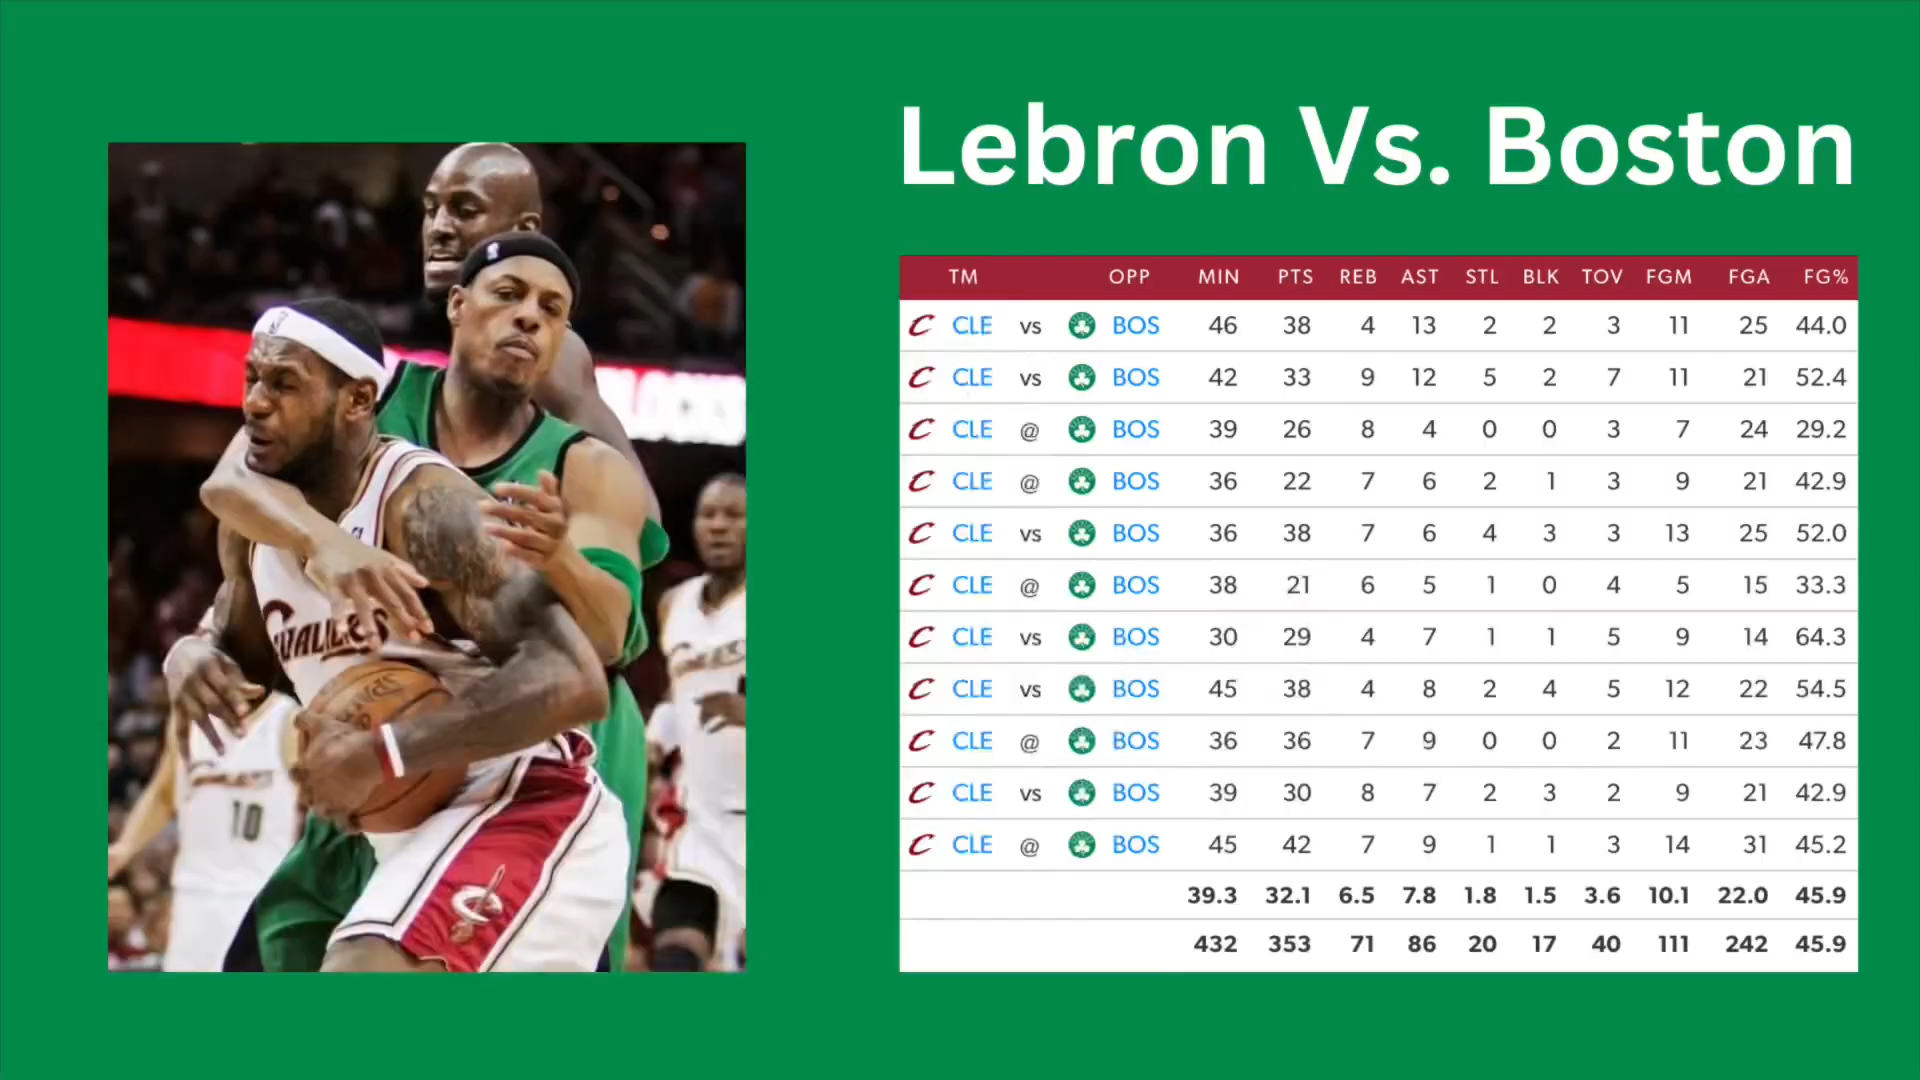 Lebron Vs. Boston
TM OPP MIN PTS REB AST STL BLK TOV FGM FGA FG%
C CLE vs BOS 46 38 4 13 2 2 3 11 25 44.0
C CLE vs BOS 42 33 9 12 5 2 7 11 21 52.4
C CLE @ BOS 39 26 8 4 0 0 3 7 24 29.2
C CLE @ BOS 36 22 7 6 2 1 3 9 21 42.9
C CLE vs BOS 36 38 7 6 4 3 3 13 25 52.0
C CLE @ BOS 38 21 6 5 1 0 4 5 15 33.3
C CLE vs BOS 30 29 4 7 1 1 5 9 14 64.3
C CLE vs BOS 45 38 4 8 2 4 5 12 22 54.5
C CLE @ BOS 36 36 7 9 0 0 2 11 23 47.8
C CLE vs BOS 39 30 8 7 2 3 2 9 21 42.9
C CLE @ BOS 45 42 7 9 1 1 3 14 31 45.2
39.3 32.1 6.5 7.8 1.8 1.5 3.6 10.1 22.0 45.9
432 353 71 86 20 17 40 111 242 45.9
10